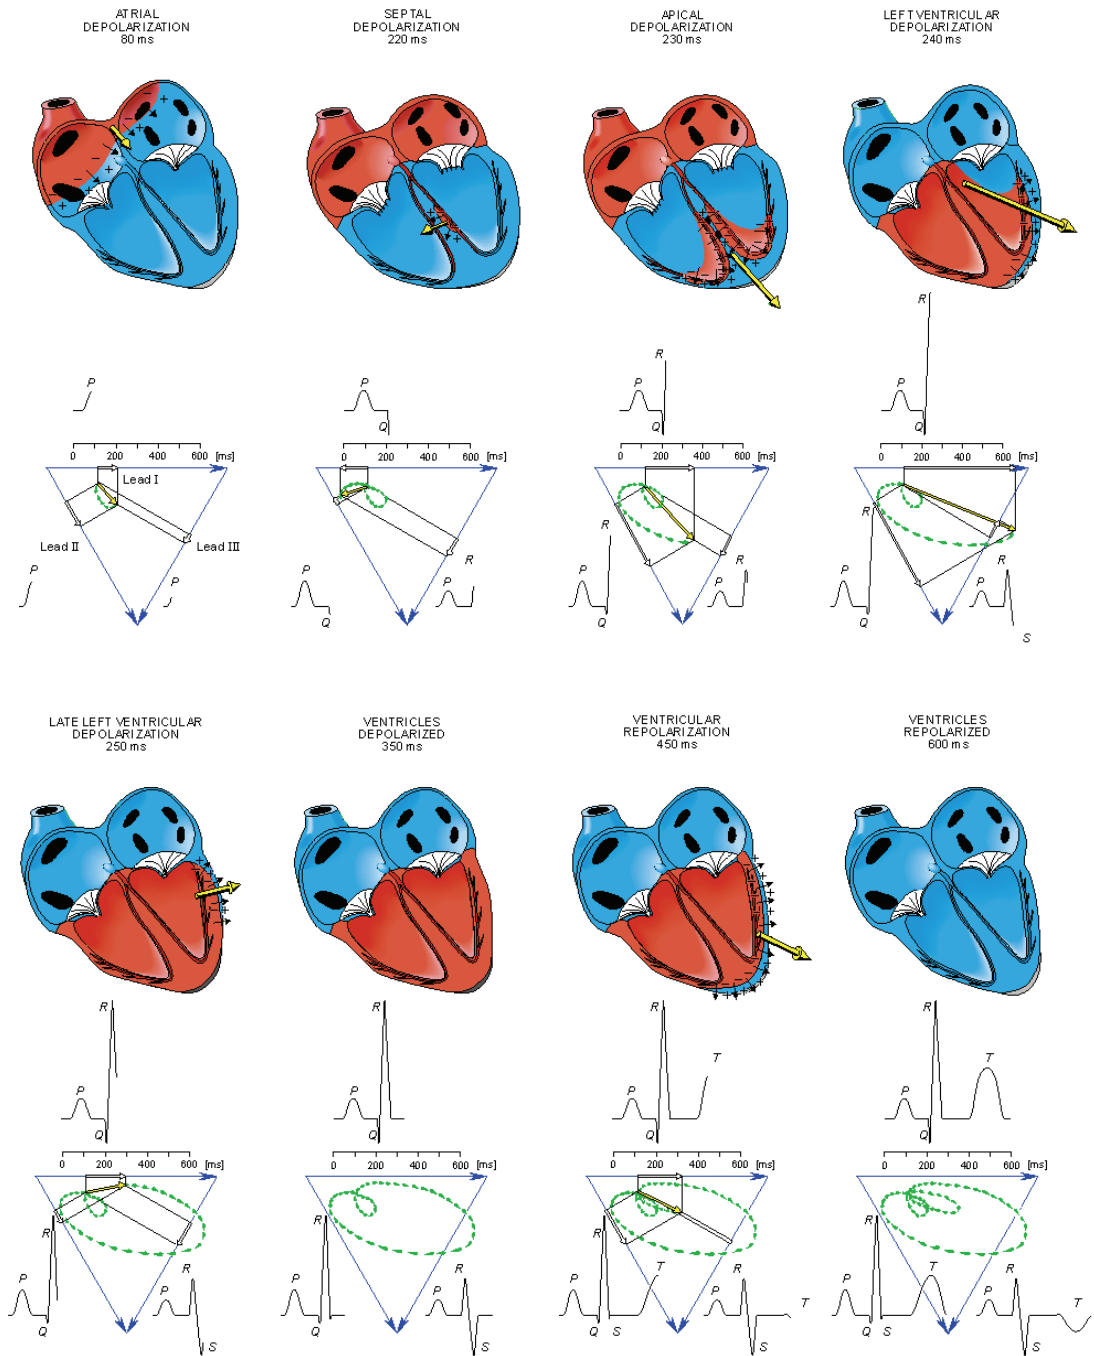 ATRIAL
DEPOLARIZATION
80 ms
SEPTAL
DEPOLARIZATION
220 ms
APICAL
DEPOLARIZATION
230 ms
LEFT VENTRICULAR
DEPOLARIZATION
240 ms
R
R
P
P
P
P
Q
Q
Q
0 200 400 600 [ms]
0 200 400 600 [ms]
0 200 400 600 [ms]
0 200 400 600 [ms]
Lead I
Lead II
Lead III
P
P
P
Q
P
R
R
P
Q
P
R
R
P
Q
P
R
S
LATE LEFT VENTRICULAR
DEPOLARIZATION
250 ms
VENTRICLES
DEPOLARIZED
350 ms
VENTRICULAR
REPOLARIZATION
450 ms
VENTRICLES
REPOLARIZED
600 ms
R
P
Q
R
P
Q
R
P
Q
T
R
P
Q
T
0 200 400 600 [ms]
0 200 400 600 [ms]
0 200 400 600 [ms]
0 200 400 600 [ms]
R
P
Q
P
R
S
R
P
Q
P
R
S
R
P
Q
S
T
P
R
S
T
R
P
Q
S
T
P
R
S
T